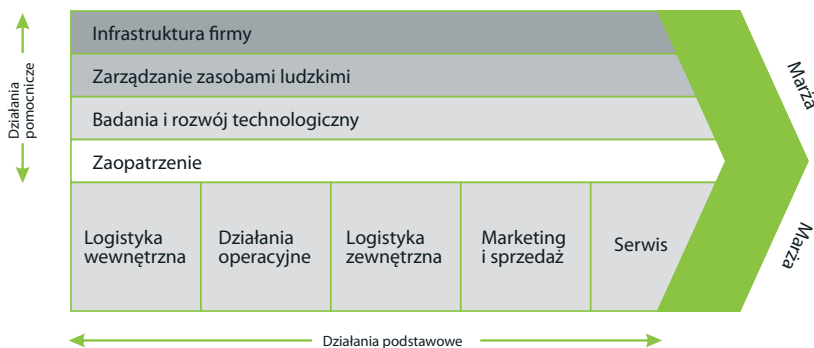 Działania
pomocnicze
Infrastruktura firmy
Zarządzanie zasobami ludzkimi
Badania i rozwój technologiczny
Zaopatrzenie
Logistyka
wewnętrzna
Działania
operacyjne
Logistyka
zewnętrzna
Marketing
i sprzedaż
Serwis
Marża
Marża
Działania podstawowe